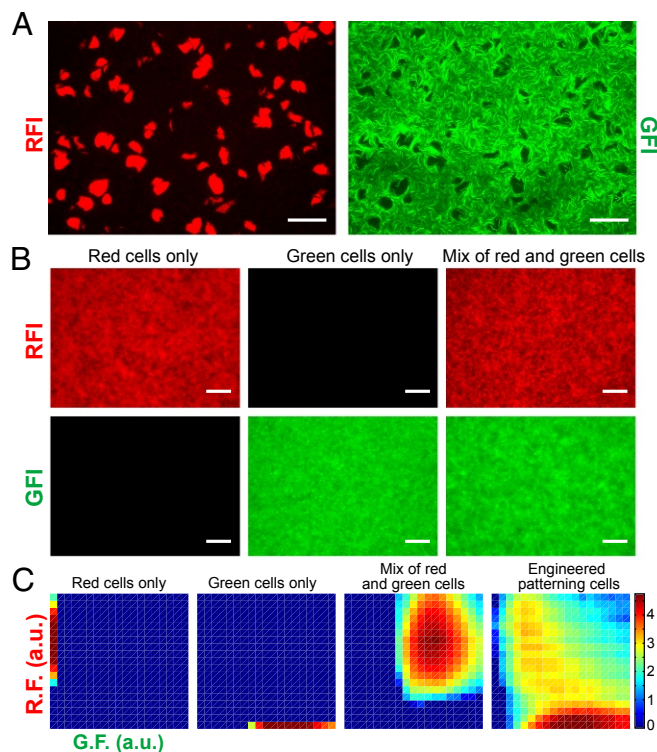 A
RFI
GFI
B
Red cells only
Green cells only
Mix of red and green cells
RFI
GFI
C
Red cells only
Green cells only
Mix of red
and green cells
Engineered
patterning cells
R.F. (a.u.)
G.F. (a.u.)
4
3
2
1
0